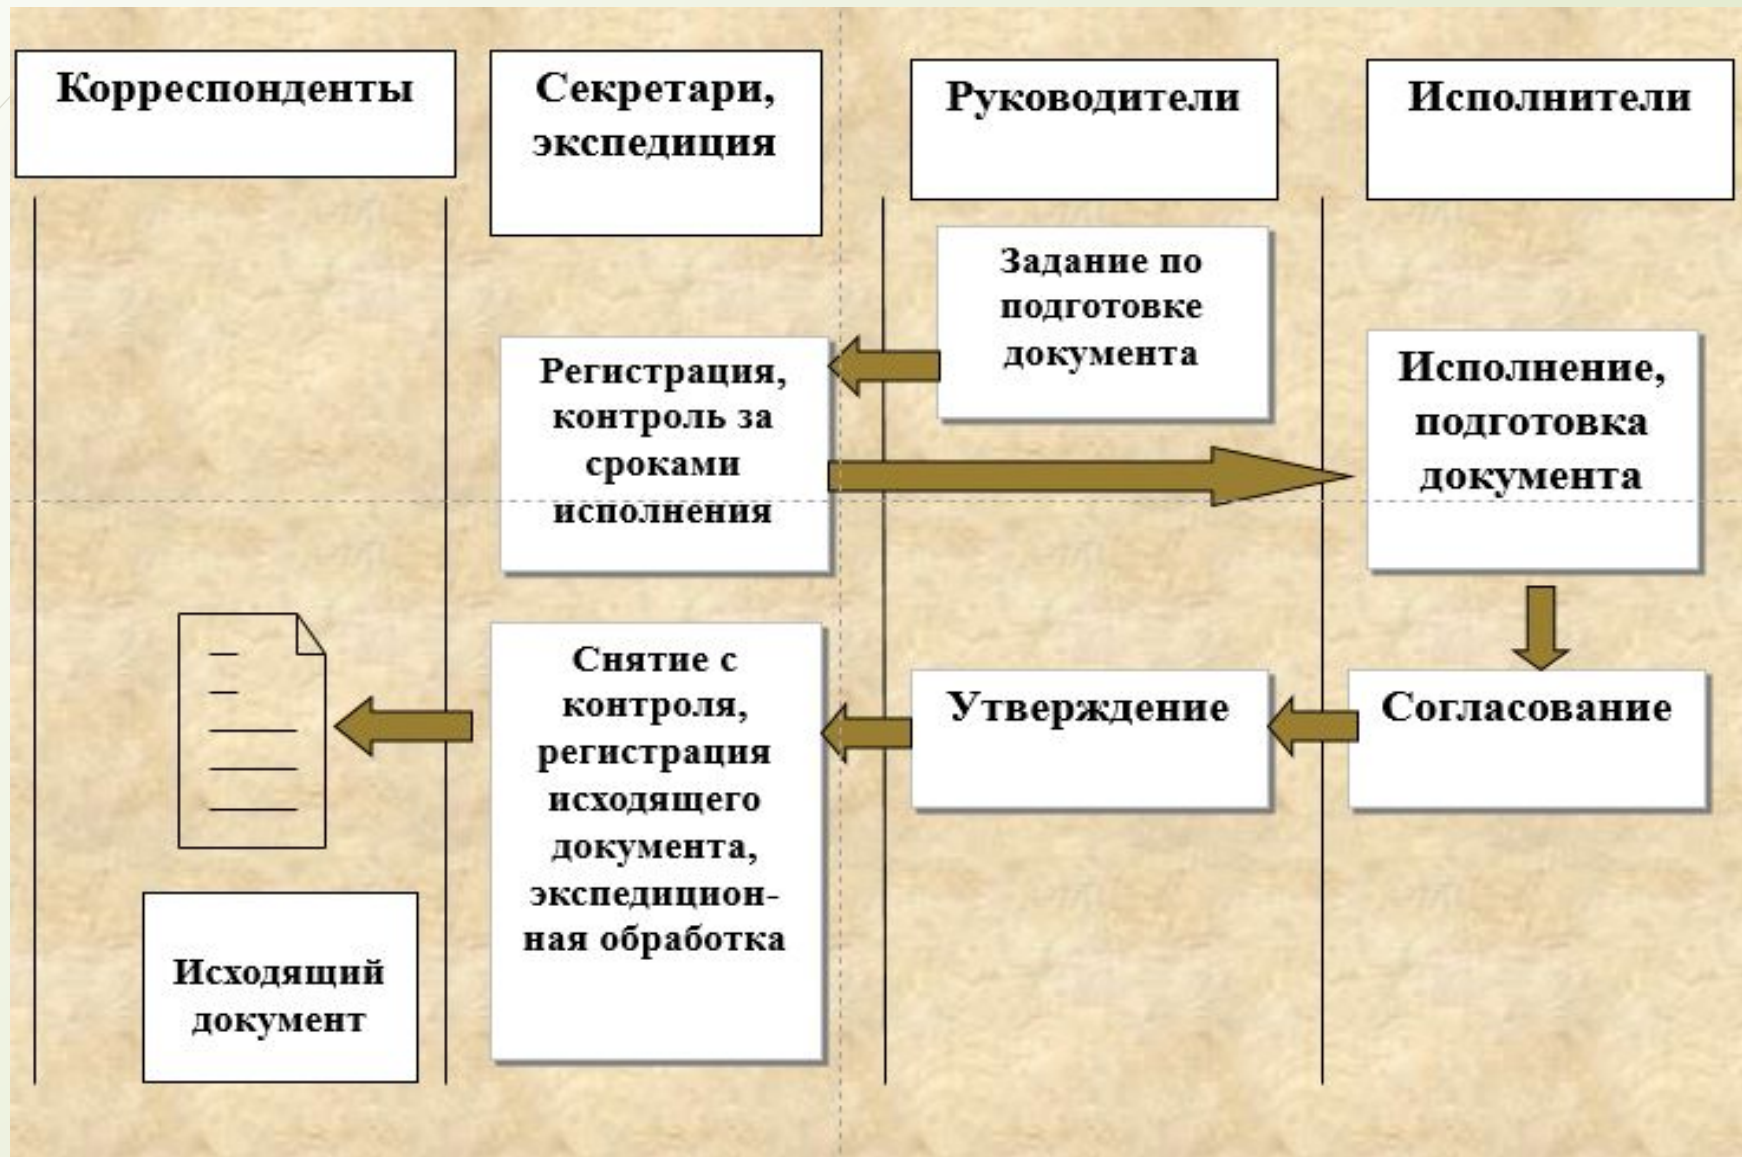 Корреспонденты
Секретари,
экспедиция
Руководители
Исполнители
Задание по
подготовке
документа
Регистрация,
контроль за
сроками
исполнения
Исполнение,
подготовка
документа
Согласование
Утверждение
Снятие с
контроля,
регистрация
исходящего
документа,
экспедицион-
ная обработка
Исходящий
документ